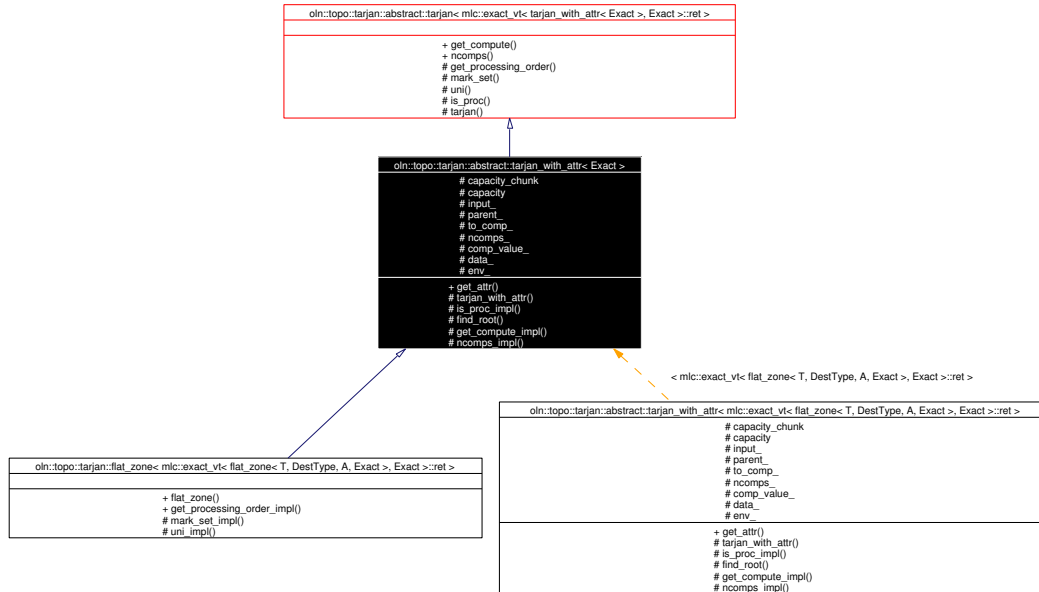 oln::topo::tarjan::abstract::tarjan< mlc::exact_vt< tarjan_with_attr< Exact >, Exact >::ret >
+ get_compute()
+ ncomps()
# get_processing_order()
# mark_set()
# uni()
# is_proc()
# tarjan()
oln::topo::tarjan::abstract::tarjan_with_attr< Exact >
# capacity_chunk
# capacity
# input_
# parent_
# to_comp_
# ncomps_
# comp_value_
# data_
# env_
+ get_attr()
# tarjan_with_attr()
# is_proc_impl()
# find_root()
# get_compute_impl()
# ncomps_impl()
< mlc::exact_vt< flat_zone< T, DestType, A, Exact >, Exact >::ret >
oln::topo::tarjan::flat_zone< mlc::exact_vt< flat_zone< T, DestType, A, Exact >, Exact >::ret >
+ flat_zone()
+ get_processing_order_impl()
# mark_set_impl()
# uni_impl()
oln::topo::tarjan::abstract::tarjan_with_attr< mlc::exact_vt< flat_zone< T, DestType, A, Exact >, Exact >::ret >
# capacity_chunk
# capacity
# input_
# parent_
# to_comp_
# ncomps_
# comp_value_
# data_
# env_
+ get_attr()
# tarjan_with_attr()
# is_proc_impl()
# find_root()
# get_compute_impl()
# ncomps_impl()